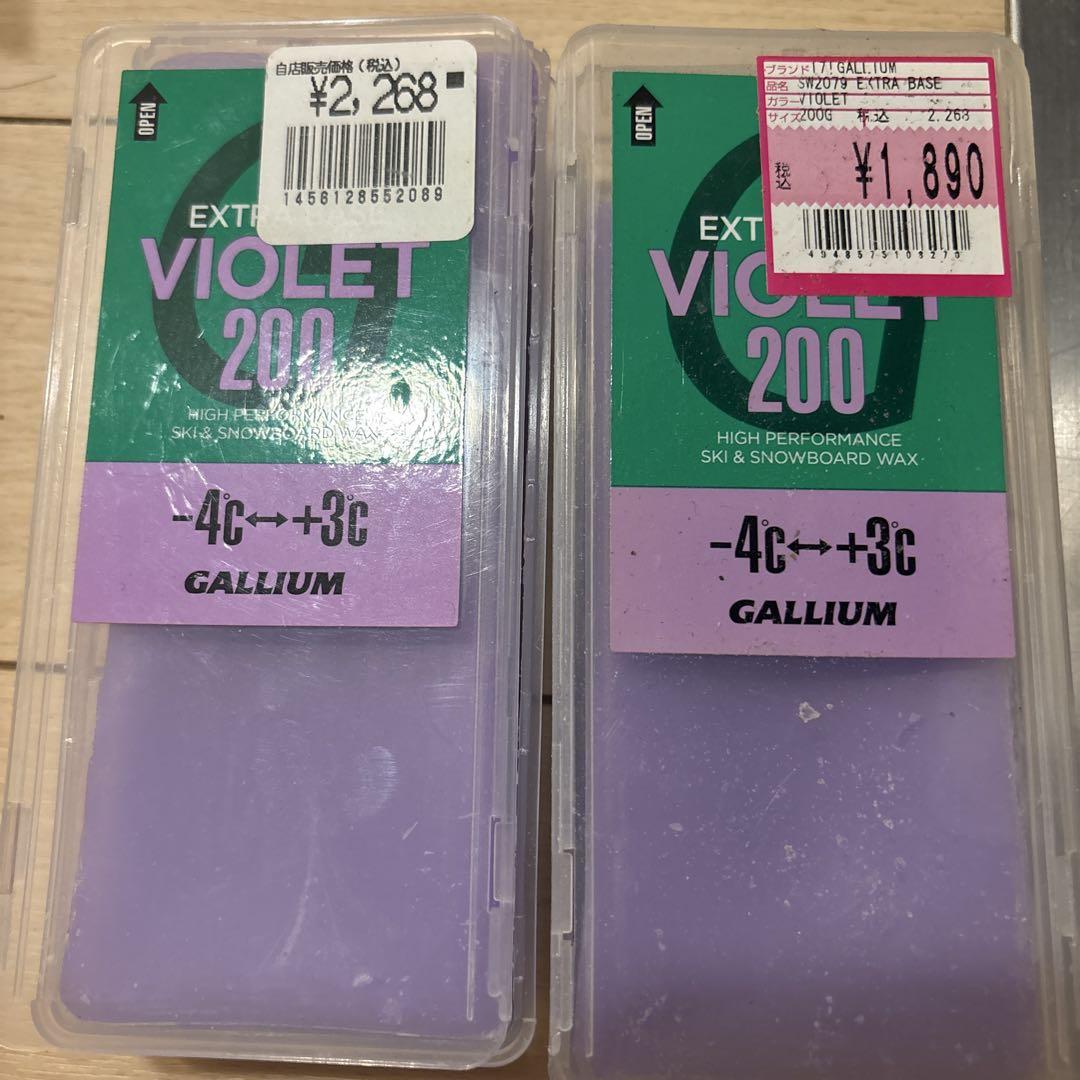 自店販売価格(税込)
¥2,268
1456128552089
OPEN
EXTRA BASE
VIOLET
200
HIGH PERFORMANCE
SKI & SNOWBOARD WAX
-4℃↔+3℃
GALLIUM
ブランド(7!GALLIUM
品名 SW2079 EXTRA BASE
カラー VIOLET
サイズ 200G 税込 2,268
税込 ¥1,890
OPEN
EXT
VIOLET
200
HIGH PERFORMANCE
SKI & SNOWBOARD WAX
-4℃↔+3℃
GALLIUM